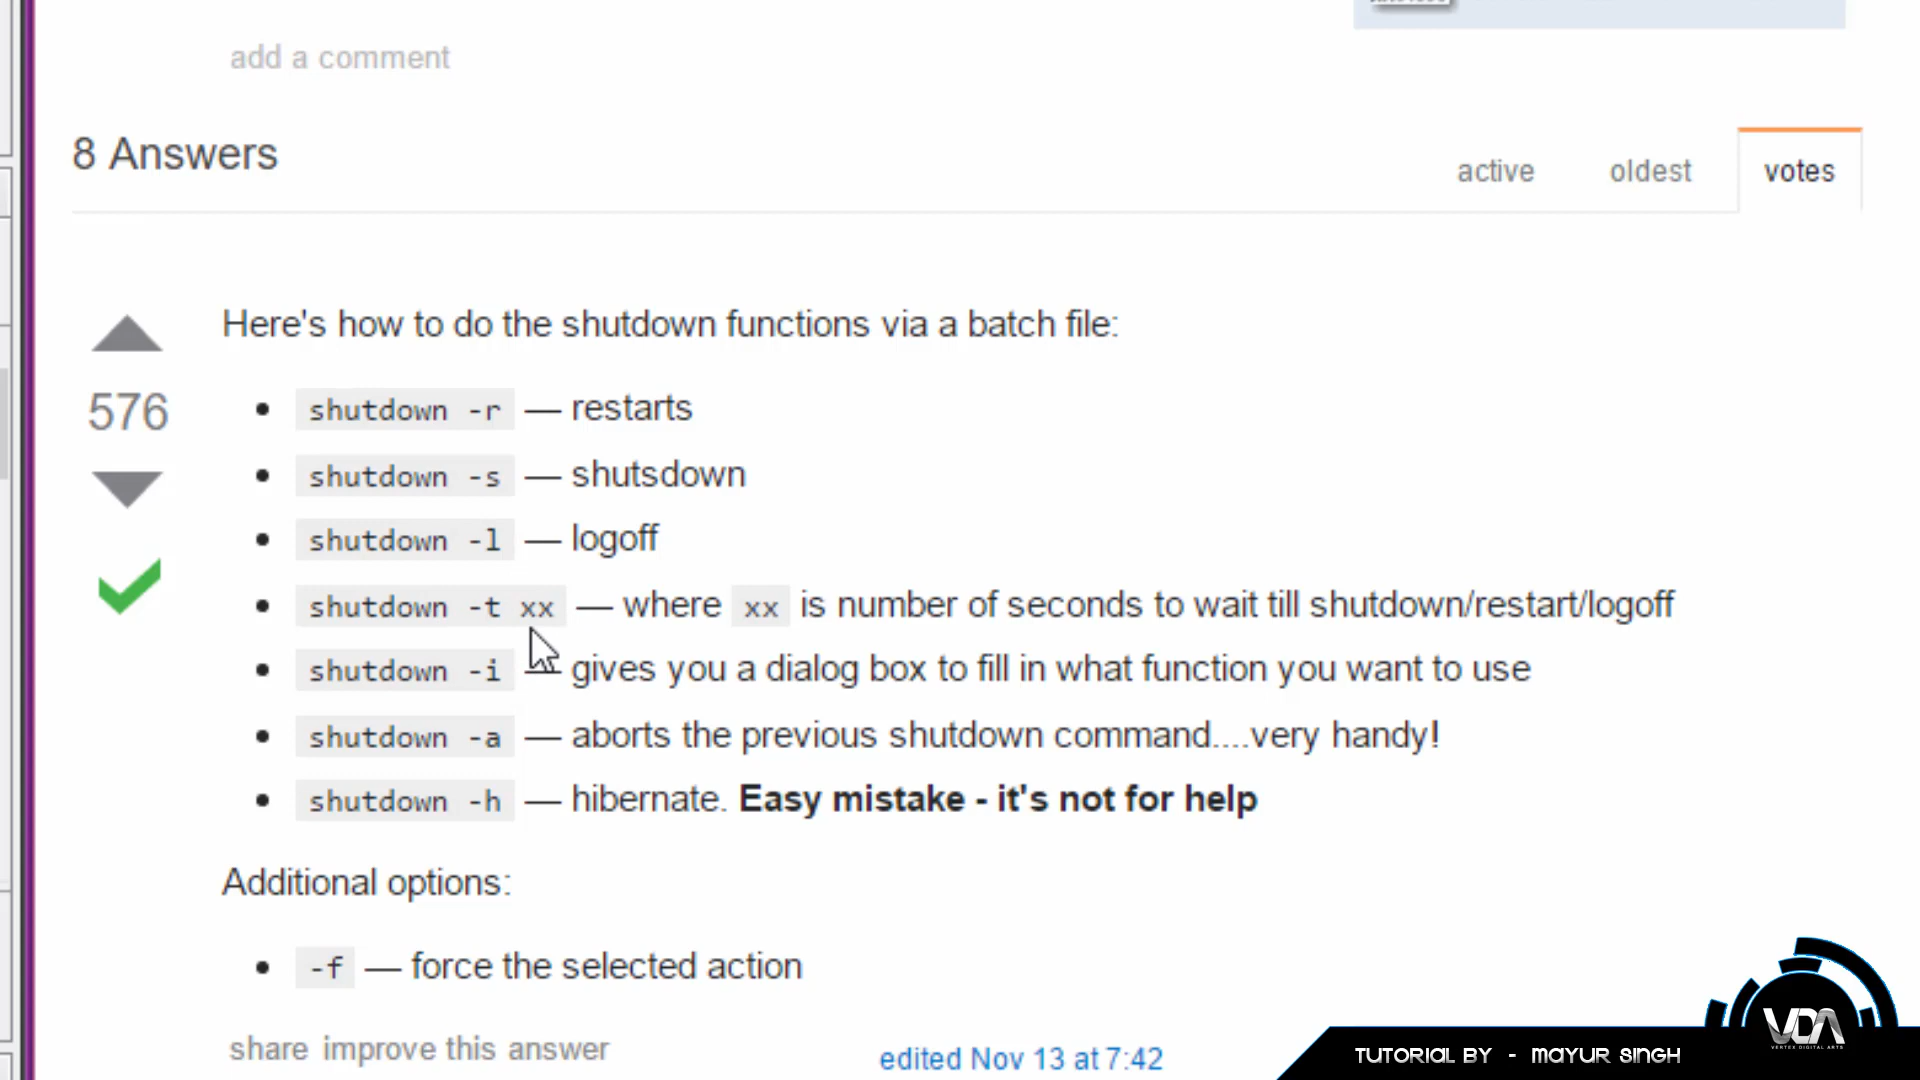 add a comment
8 Answers
active oldest votes
Here's how to do the shutdown functions via a batch file:
576
• shutdown -r — restarts
• shutdown -s — shutsdown
• shutdown -l — logoff
• shutdown -t xx — where xx is number of seconds to wait till shutdown/restart/logoff
• shutdown -i — gives you a dialog box to fill in what function you want to use
• shutdown -a — aborts the previous shutdown command....very handy!
• shutdown -h — hibernate. Easy mistake - it's not for help
Additional options:
• -f — force the selected action
share improve this answer
edited Nov 13 at 7:42
VDA
VERTEX DIGITAL ARTS
TUTORIAL BY - MAYUR SINGH